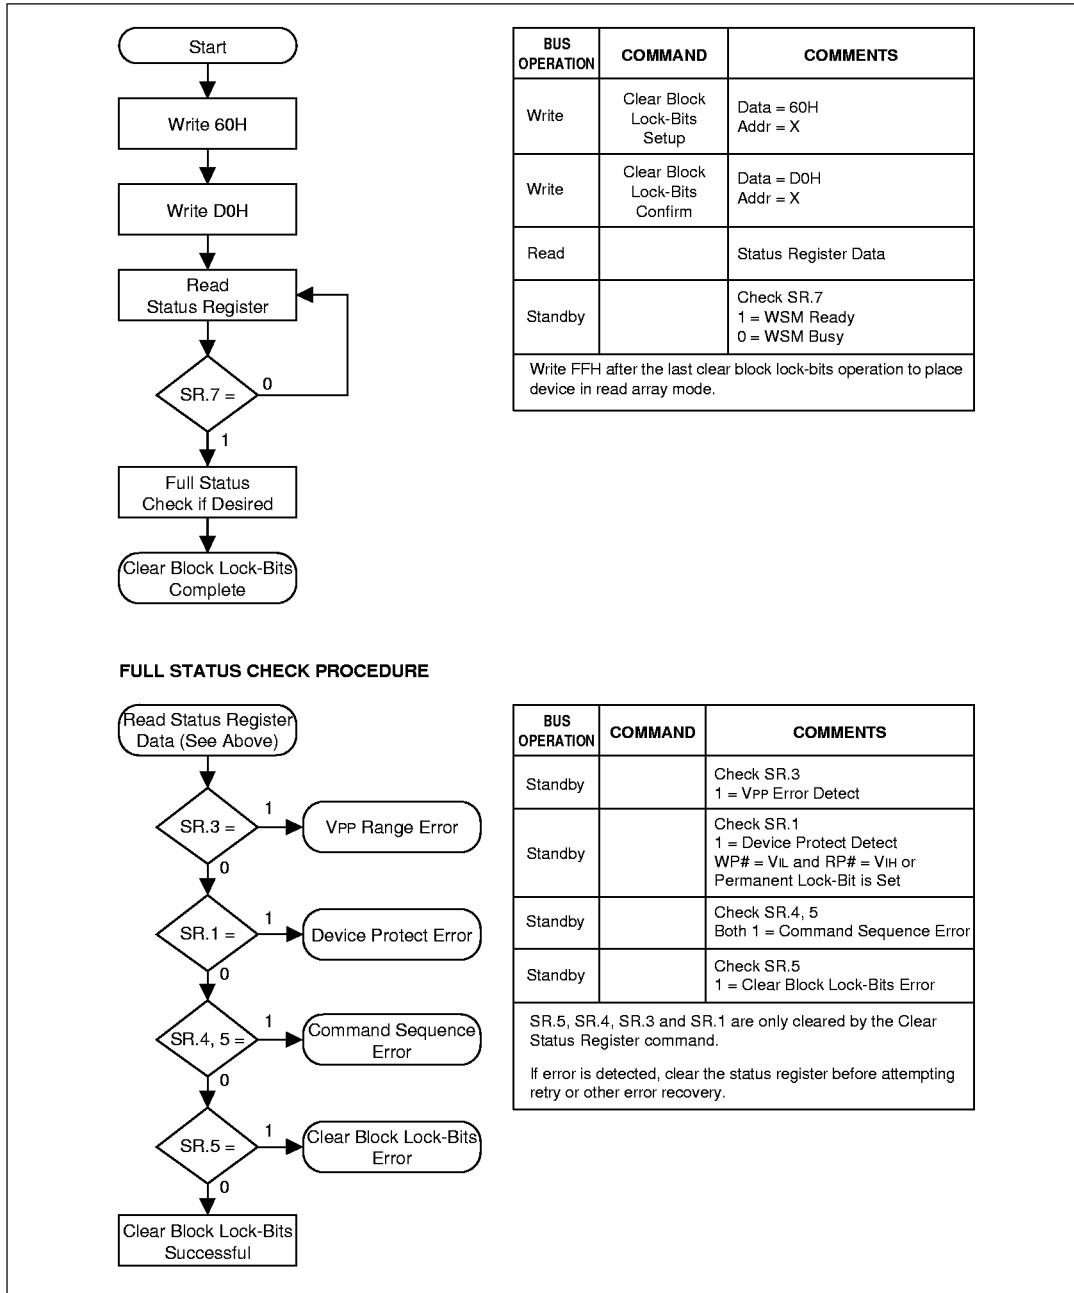 Start
Write 60H
Write D0H
Read
Status Register
SR.7 =
0
1
Full Status
Check if Desired
Clear Block Lock-Bits
Complete
BUS
OPERATION
COMMAND
COMMENTS
Write
Clear Block
Lock-Bits
Setup
Data = 60H
Addr = X
Write
Clear Block
Lock-Bits
Confirm
Data = D0H
Addr = X
Read
Status Register Data
Standby
Check SR.7
1 = WSM Ready
0 = WSM Busy
Write FFH after the last clear block lock-bits operation to place
device in read array mode.
FULL STATUS CHECK PROCEDURE
Read Status Register
Data (See Above)
SR.3 =
1
VPP Range Error
0
SR.1 =
1
Device Protect Error
0
SR.4, 5 =
1
Command Sequence
Error
0
SR.5 =
1
Clear Block Lock-Bits
Error
0
Clear Block Lock-Bits
Successful
BUS
OPERATION
COMMAND
COMMENTS
Standby
Check SR.3
1 = VPP Error Detect
Standby
Check SR.1
1 = Device Protect Detect
WP# = VIL and RP# = VIH or
Permanent Lock-Bit is Set
Standby
Check SR.4, 5
Both 1 = Command Sequence Error
Standby
Check SR.5
1 = Clear Block Lock-Bits Error
SR.5, SR.4, SR.3 and SR.1 are only cleared by the Clear
Status Register command.
If error is detected, clear the status register before attempting
retry or other error recovery.